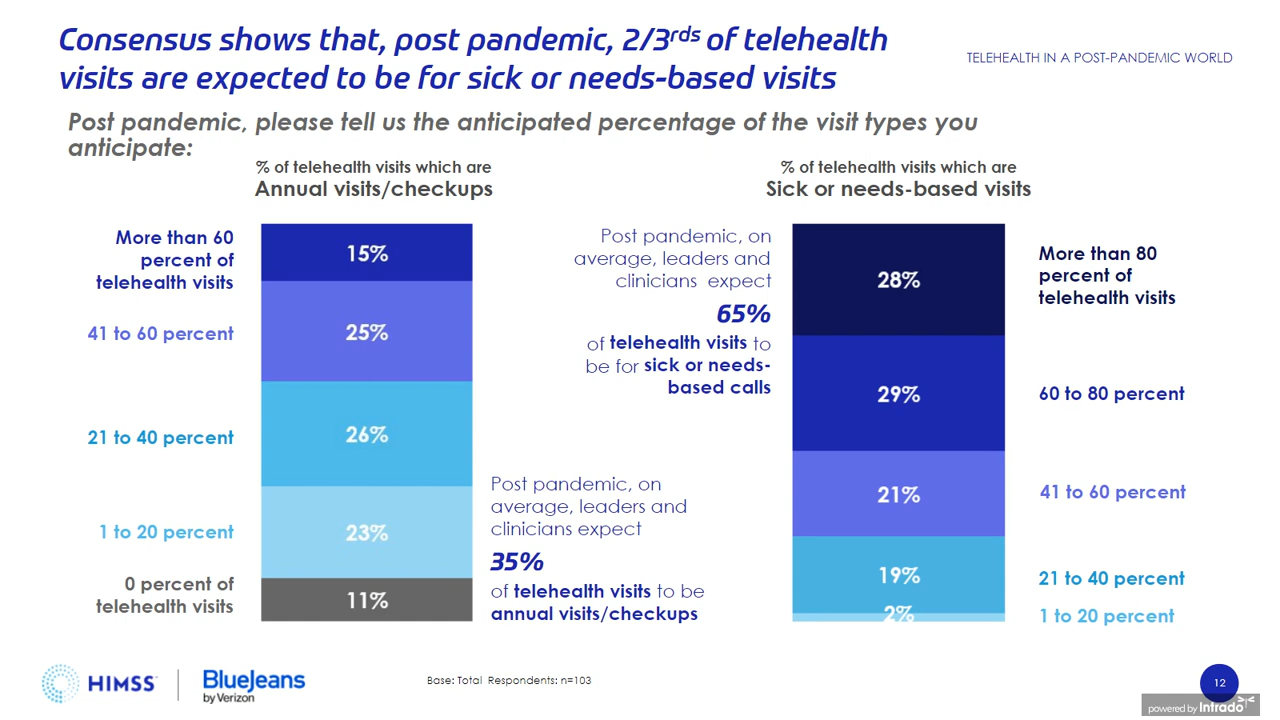 Consensus shows that, post pandemic, 2/3rds of telehealth
visits are expected to be for sick or needs-based visits
TELEHEALTH IN A POST-PANDEMIC WORLD
Post pandemic, please tell us the anticipated percentage of the visit types you
anticipate:
% of telehealth visits which are
Annual visits/checkups
More than 60
percent of
telehealth visits
15%
41 to 60 percent
25%
21 to 40 percent
26%
1 to 20 percent
23%
0 percent of
telehealth visits
11%
Post pandemic, on
average, leaders and
clinicians expect
35%
of telehealth visits to be
annual visits/checkups
% of telehealth visits which are
Sick or needs-based visits
Post pandemic, on
average, leaders and
clinicians expect
65%
of telehealth visits to
be for sick or needs-
based calls
28%
More than 80
percent of
telehealth visits
29%
60 to 80 percent
21%
41 to 60 percent
19%
21 to 40 percent
2%
1 to 20 percent
HIMSS
BlueJeans
by Verizon
Base: Total Respondents: n=103
12
powered by Intrado